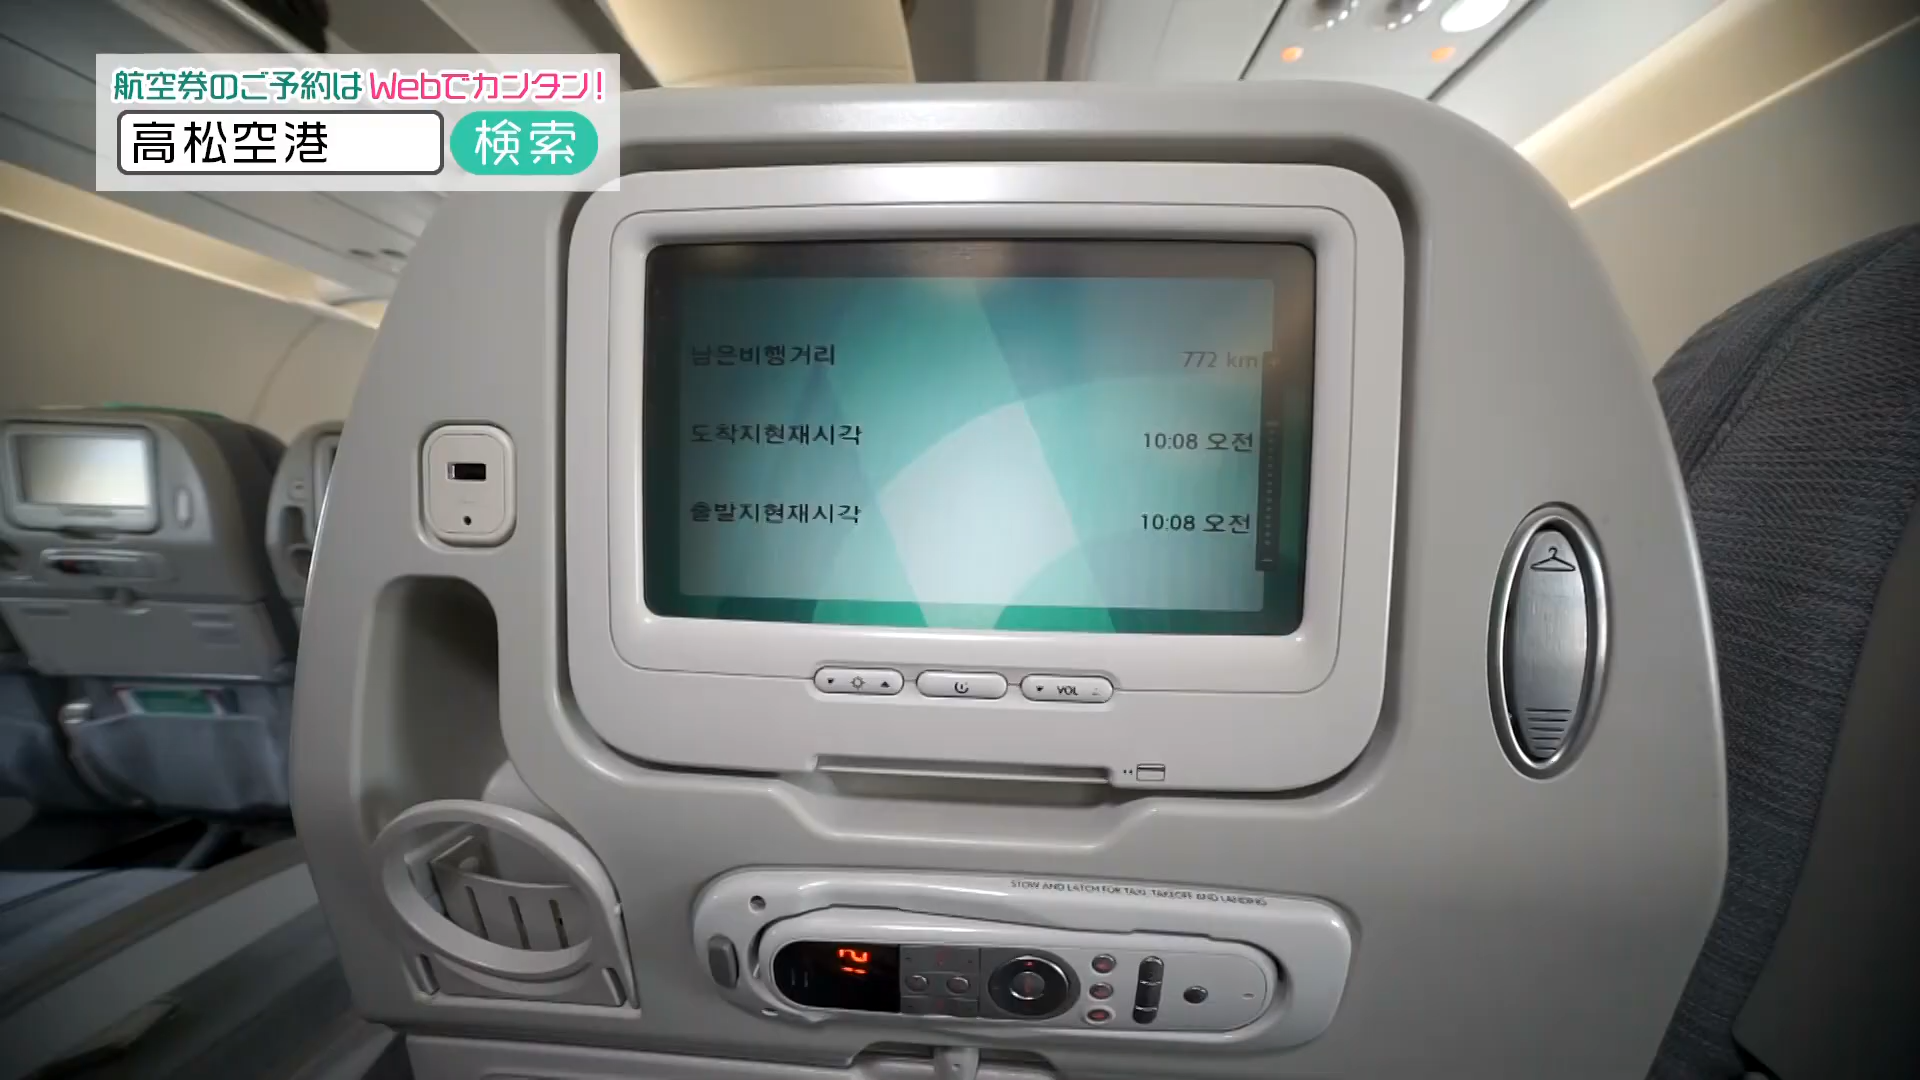 航空券のご予約はWebでカンタン!
高松空港 検索
남은비행거리 772 km
도착지현재시각 10:08 오전
출발지현재시각 10:08 오전
VOL
STOW AND LATCH FOR TAXI, TAKEOFF AND LANDING